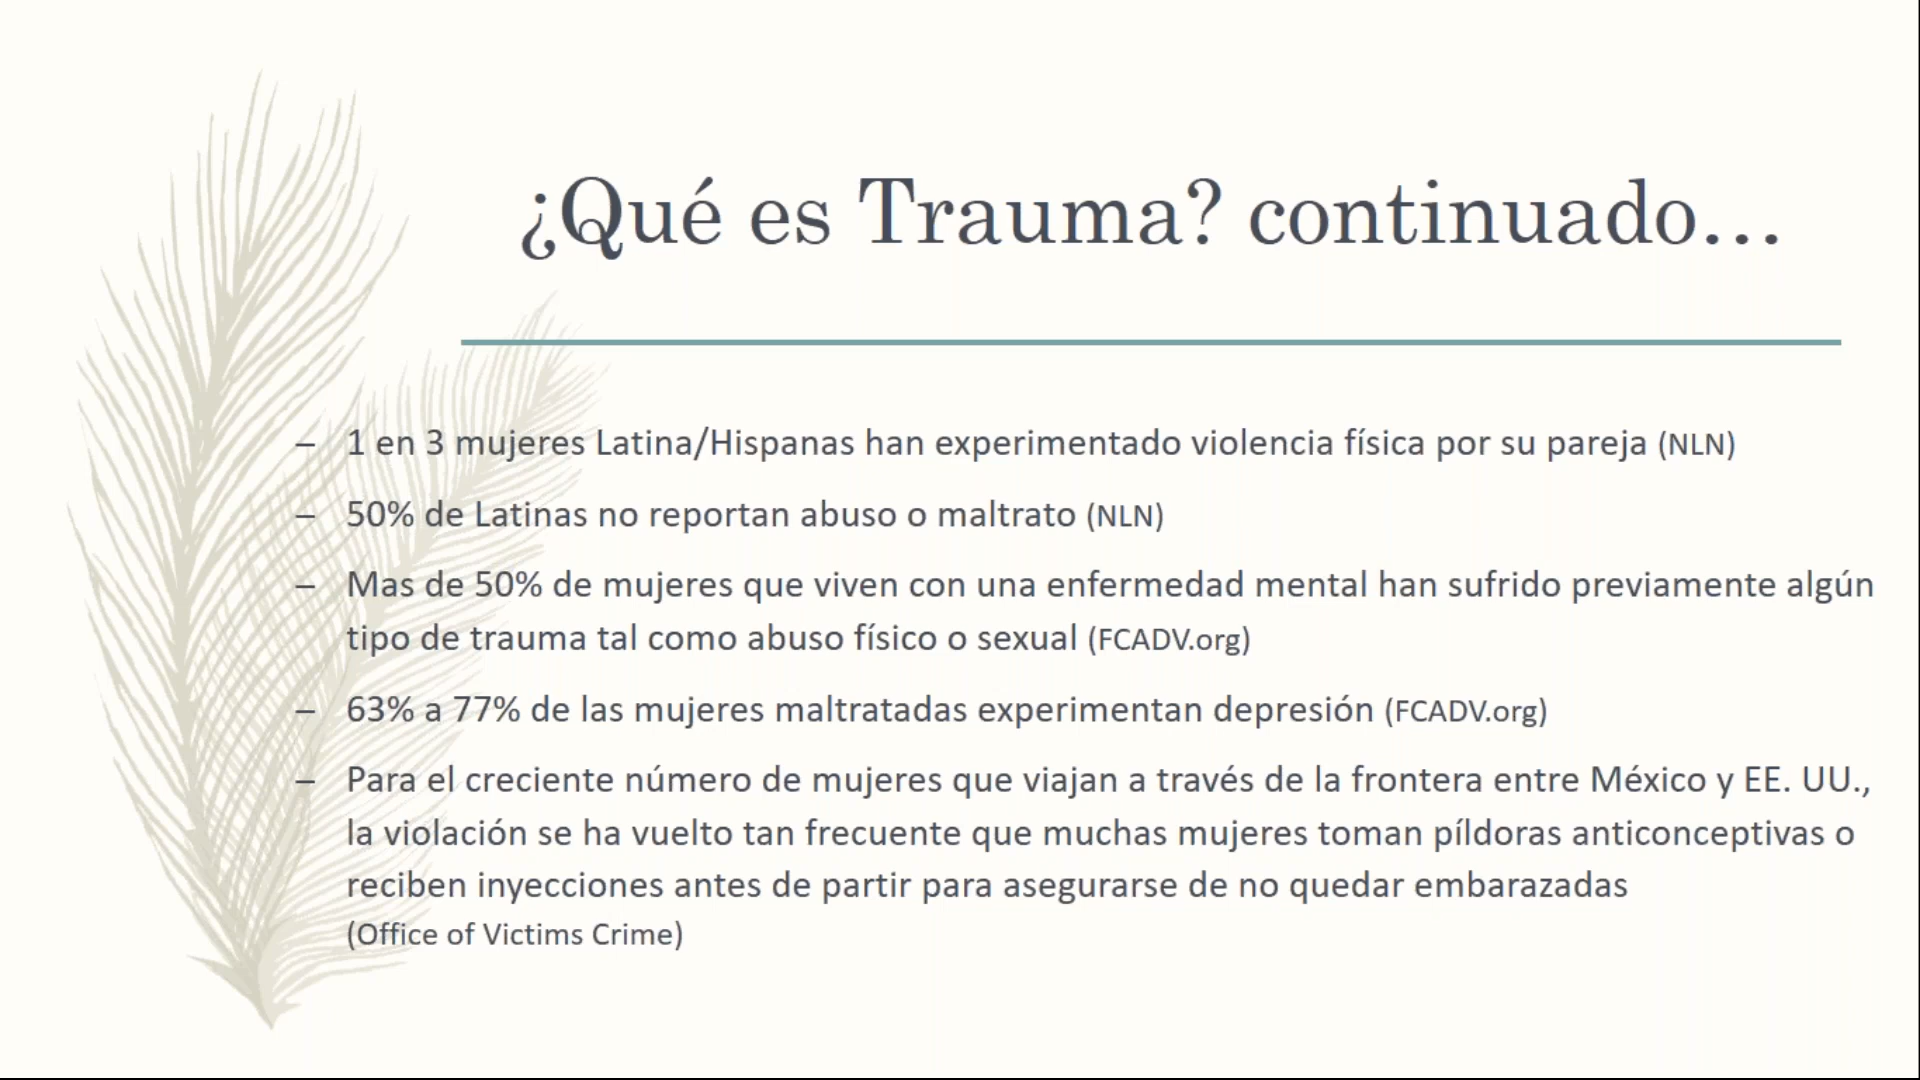 ¿Qué es Trauma? continuado...
– 1 en 3 mujeres Latina/Hispanas han experimentado violencia física por su pareja (NLN)
– 50% de Latinas no reportan abuso o maltrato (NLN)
– Mas de 50% de mujeres que viven con una enfermedad mental han sufrido previamente algún
tipo de trauma tal como abuso físico o sexual (FCADV.org)
– 63% a 77% de las mujeres maltratadas experimentan depresión (FCADV.org)
– Para el creciente número de mujeres que viajan a través de la frontera entre México y EE. UU.,
la violación se ha vuelto tan frecuente que muchas mujeres toman píldoras anticonceptivas o
reciben inyecciones antes de partir para asegurarse de no quedar embarazadas
(Office of Victims Crime)